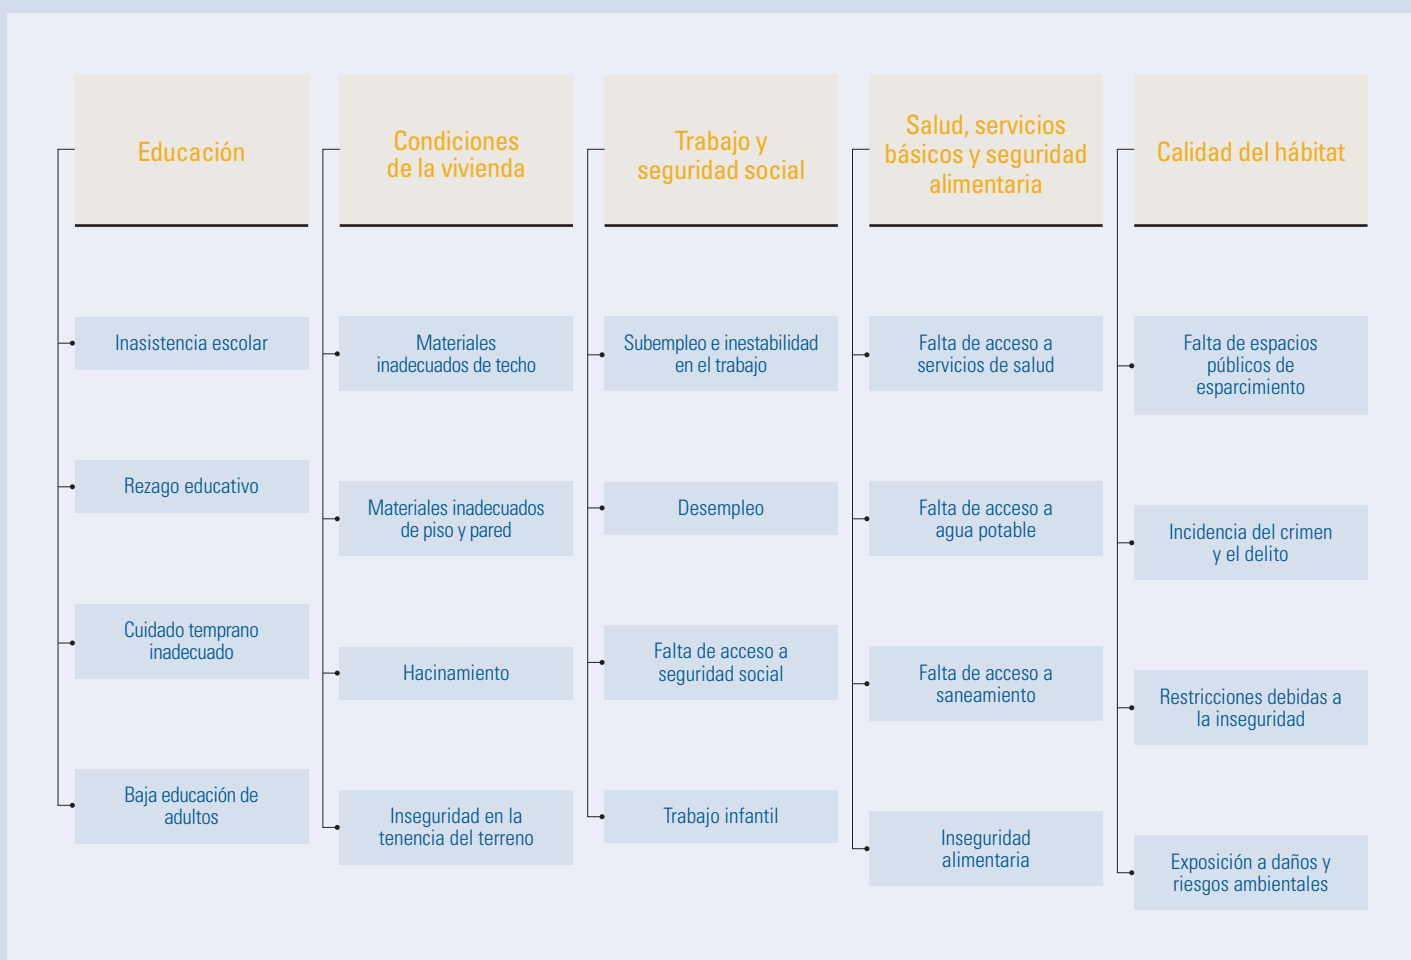 Educación
Inasistencia escolar
Rezago educativo
Cuidado temprano
inadecuado
Baja educación de
adultos
Condiciones
de la vivienda
Materiales
inadecuados de techo
Materiales inadecuados
de piso y pared
Hacinamiento
Inseguridad en la
tenencia del terreno
Trabajo y
seguridad social
Subempleo e inestabilidad
en el trabajo
Desempleo
Falta de acceso a
seguridad social
Trabajo infantil
Salud, servicios
básicos y seguridad
alimentaria
Falta de acceso a
servicios de salud
Falta de acceso a
agua potable
Falta de acceso a
saneamiento
Inseguridad
alimentaria
Calidad del hábitat
Falta de espacios
públicos de
esparcimiento
Incidencia del crimen
y el delito
Restricciones debidas a
la inseguridad
Exposición a daños y
riesgos ambientales